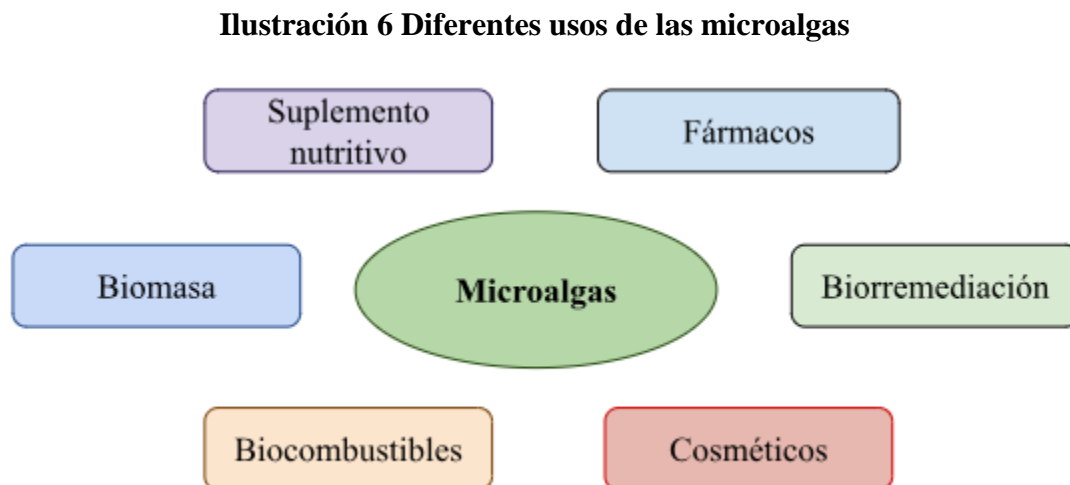 Ilustración 6 Diferentes usos de las microalgas
Suplemento
nutritivo
Fármacos
Biomasa
Microalgas
Biorremediación
Biocombustibles
Cosméticos